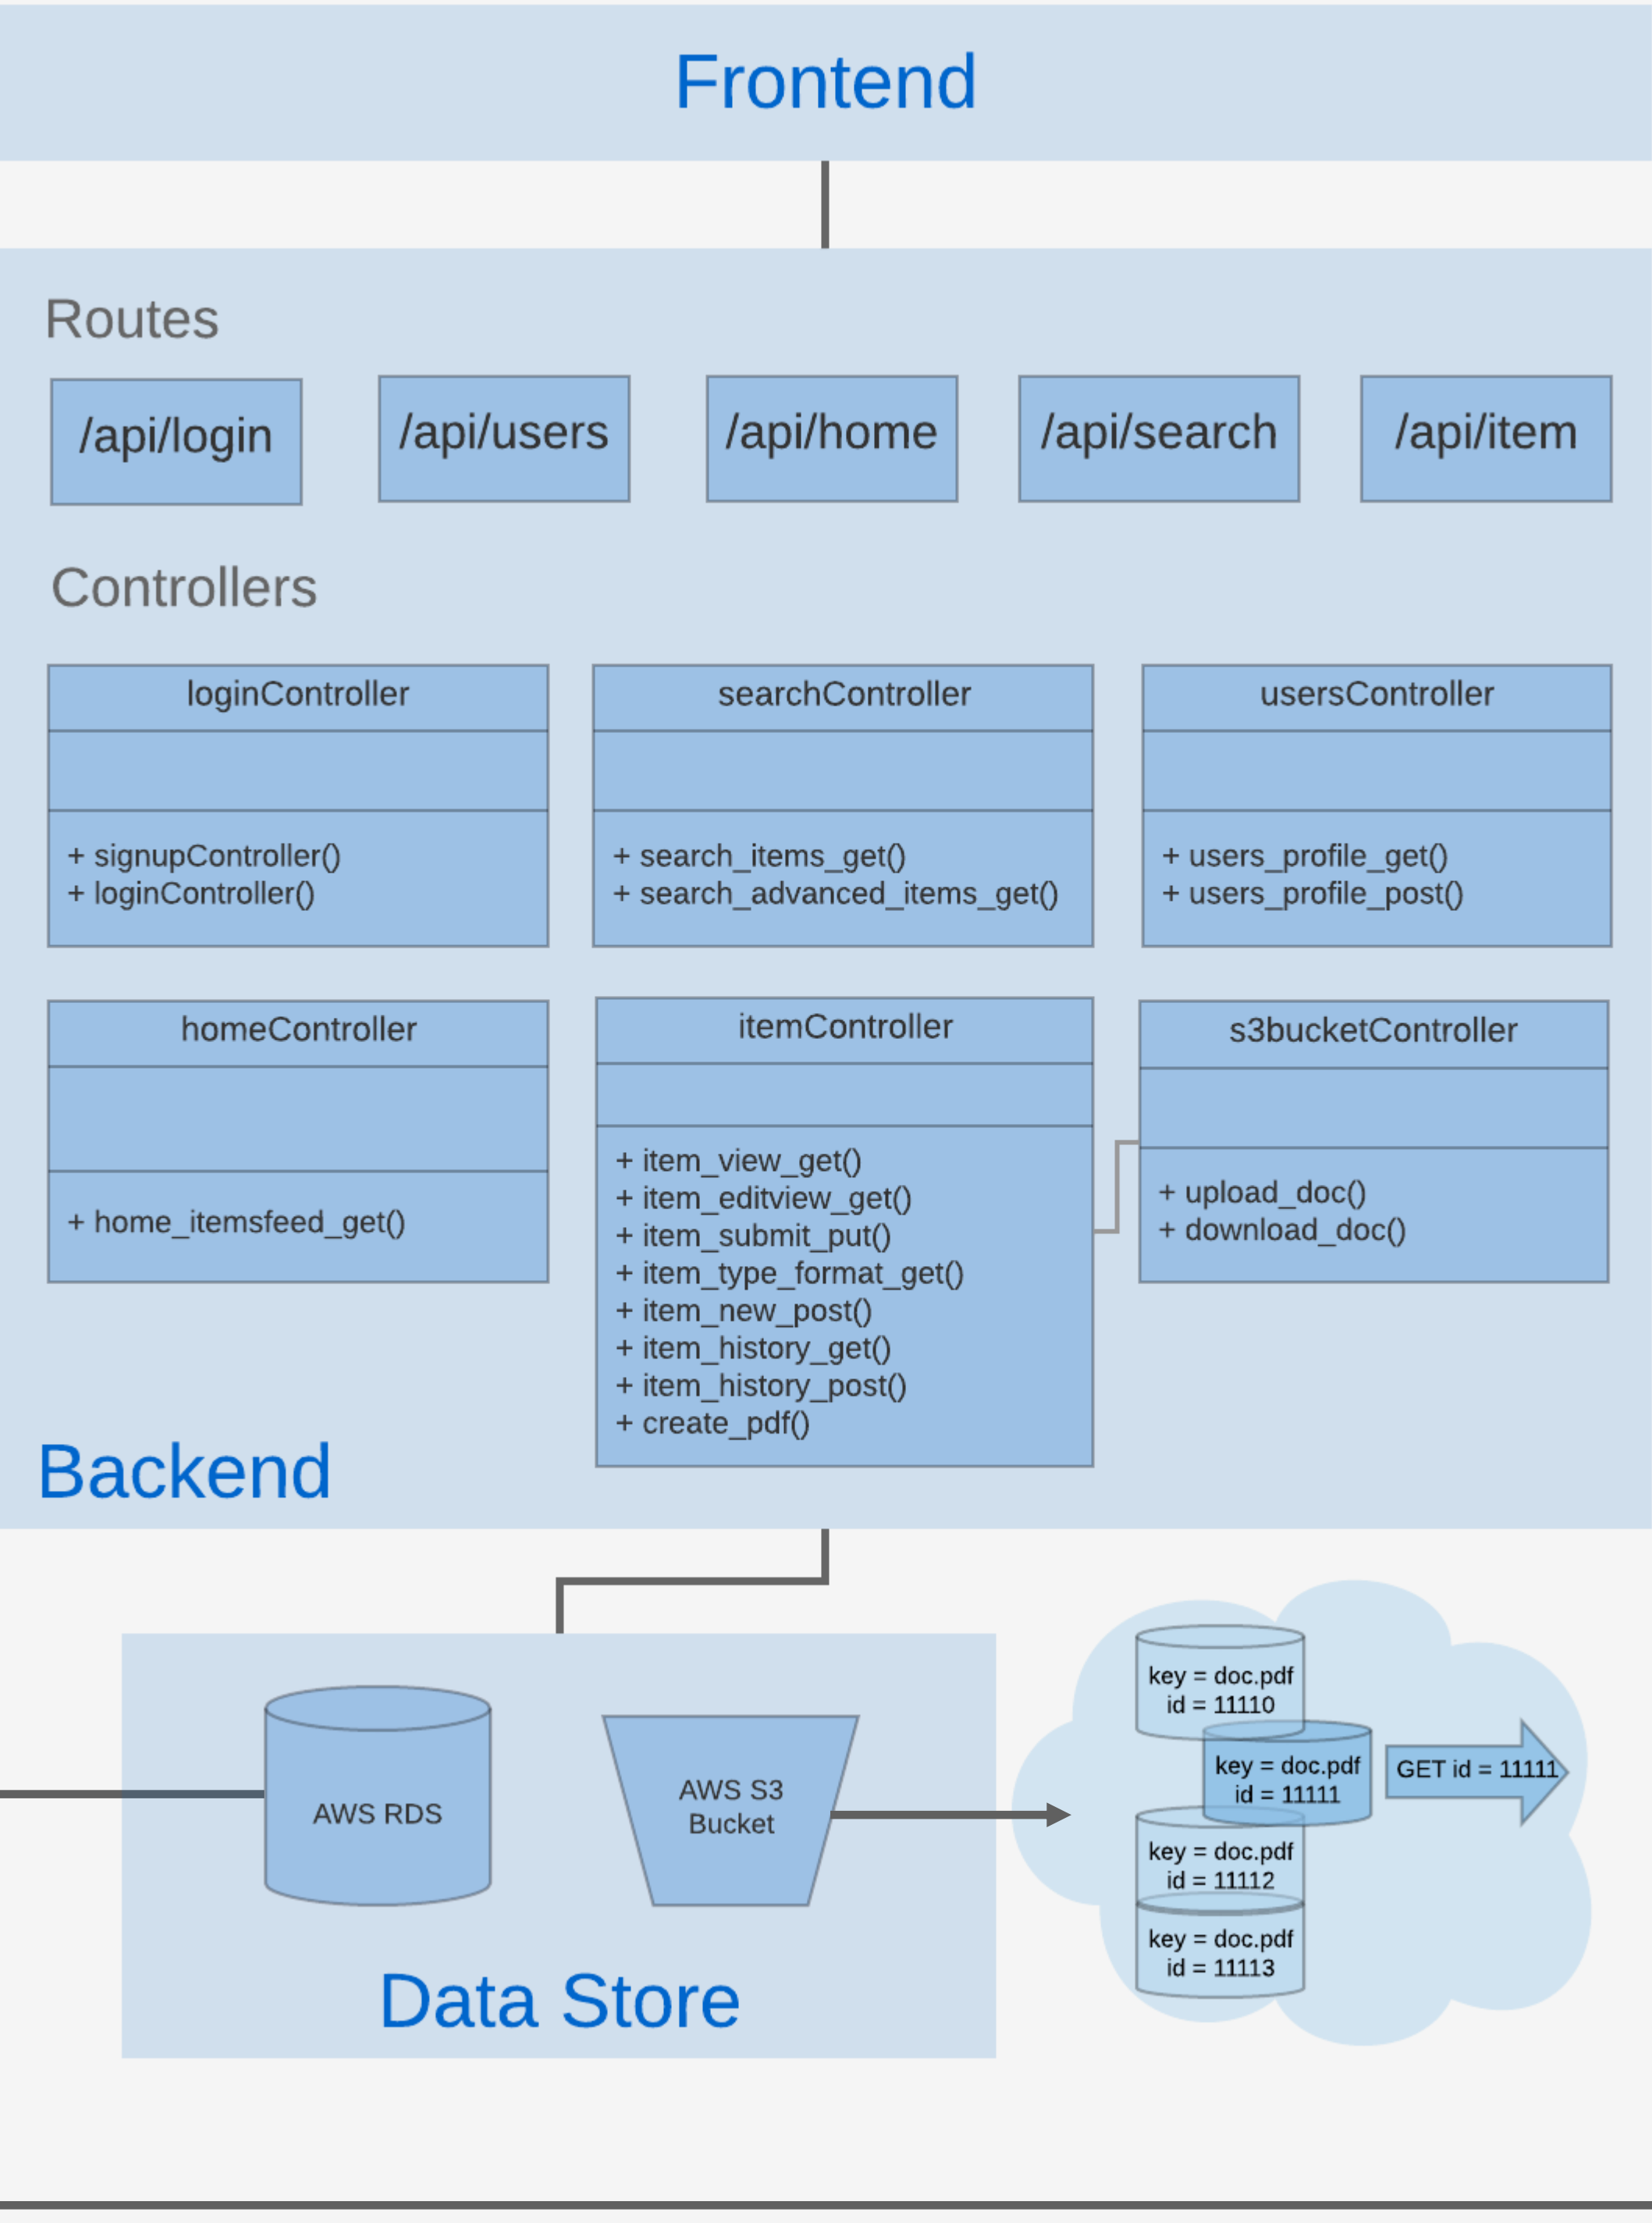 Frontend
Routes
/api/login
/api/users
/api/home
/api/search
/api/item
Controllers
loginController
+ signupController()
+ loginController()
searchController
+ search_items_get()
+ search_advanced_items_get()
usersController
+ users_profile_get()
+ users_profile_post()
homeController
+ home_itemsfeed_get()
itemController
+ item_view_get()
+ item_editview_get()
+ item_submit_put()
+ item_type_format_get()
+ item_new_post()
+ item_history_get()
+ item_history_post()
+ create_pdf()
s3bucketController
+ upload_doc()
+ download_doc()
Backend
AWS RDS
AWS S3
Bucket
Data Store
key = doc.pdf
id = 11110
key = doc.pdf
id = 11111
GET id = 11111
key = doc.pdf
id = 11112
key = doc.pdf
id = 11113